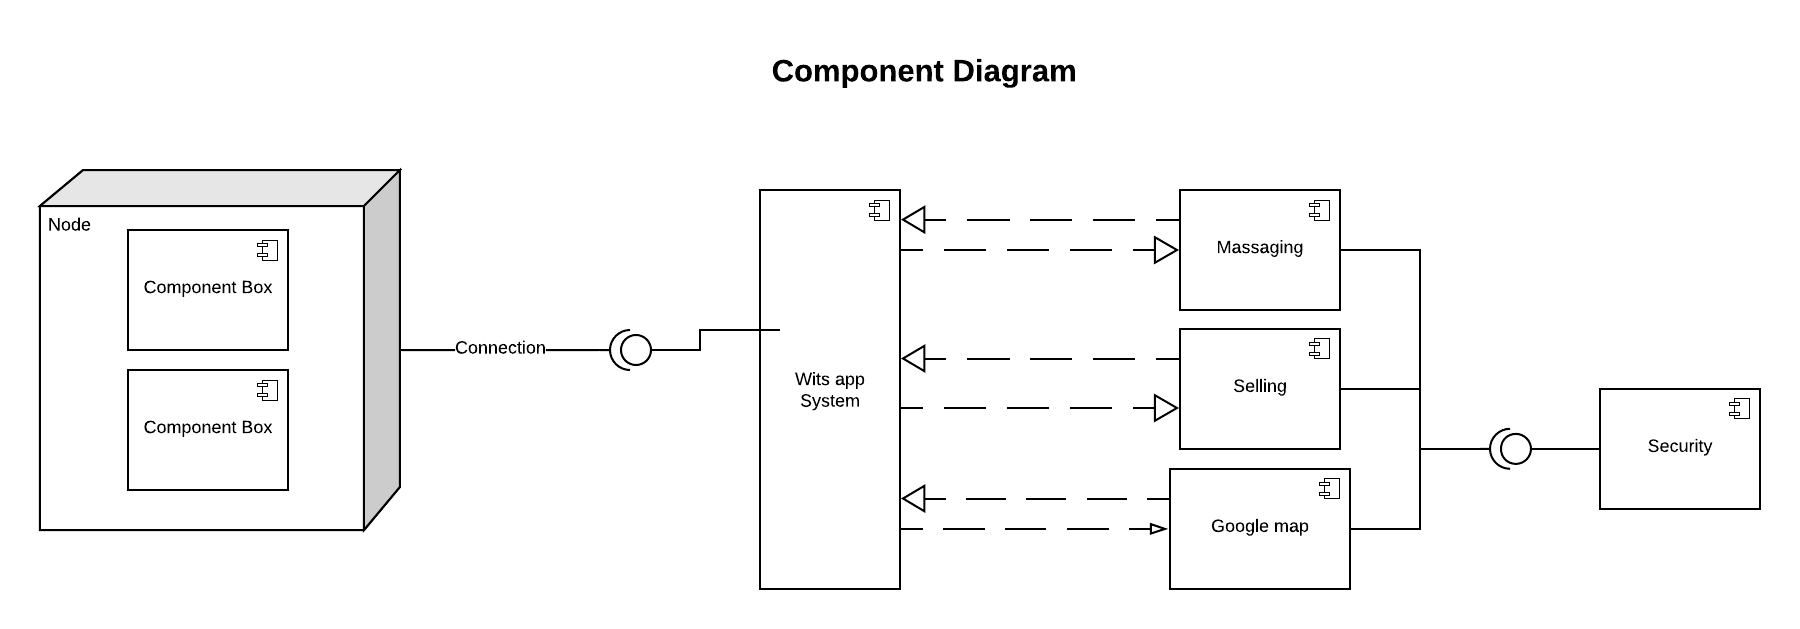 Component Diagram
Node
Component Box
Component Box
Connection
Wits app
System
Massaging
Selling
Google map
Security